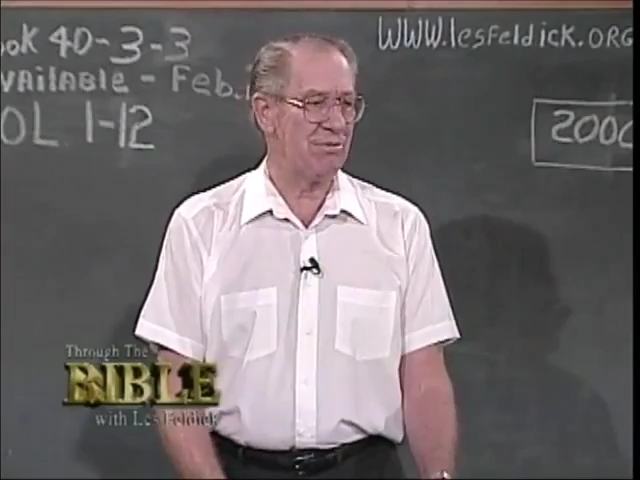 ook 40-3-3
vailable - Feb.
OL 1-12
WWW.lesfeldick.ORG
2000
Through The
BIBLE
with Les Feldick